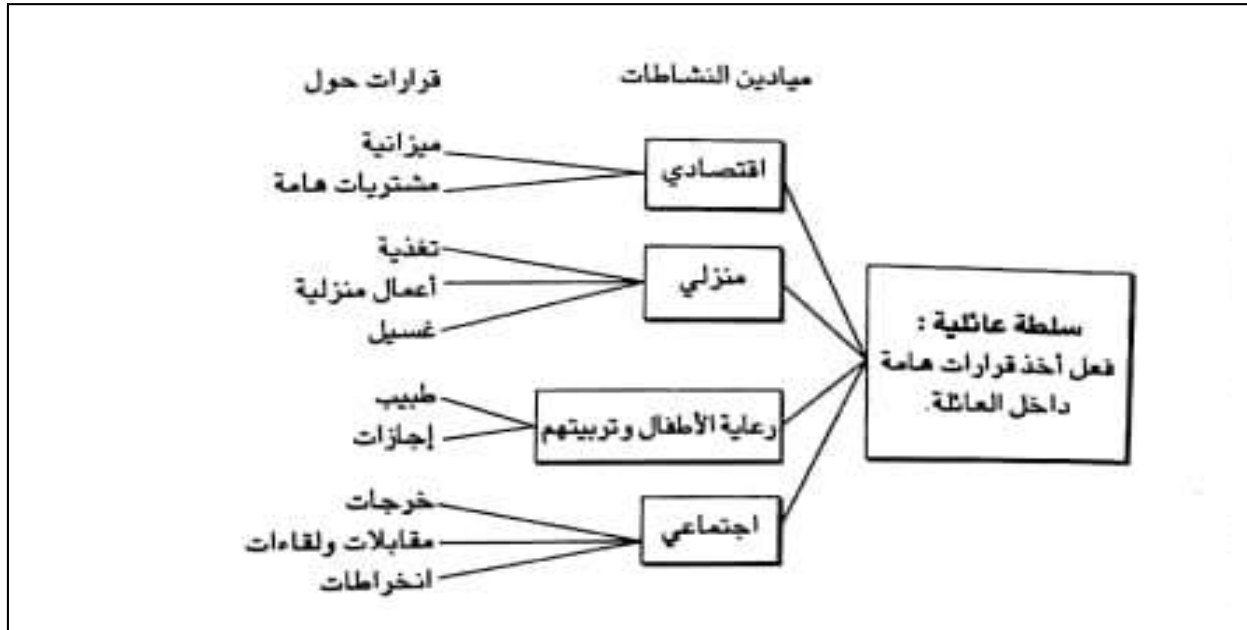 ميادين النشاطات
قرارات حول
سلطة عائلية :
فعل أخذ قرارات هامة
داخل العائلة.
اقتصادي
ميزانية
مشتريات هامة
منزلي
تغذية
أعمال منزلية
غسيل
رعاية الأطفال وتربيتهم
طبيب
إجازات
اجتماعي
خرجات
مقابلات ولقاءات
انخراطات